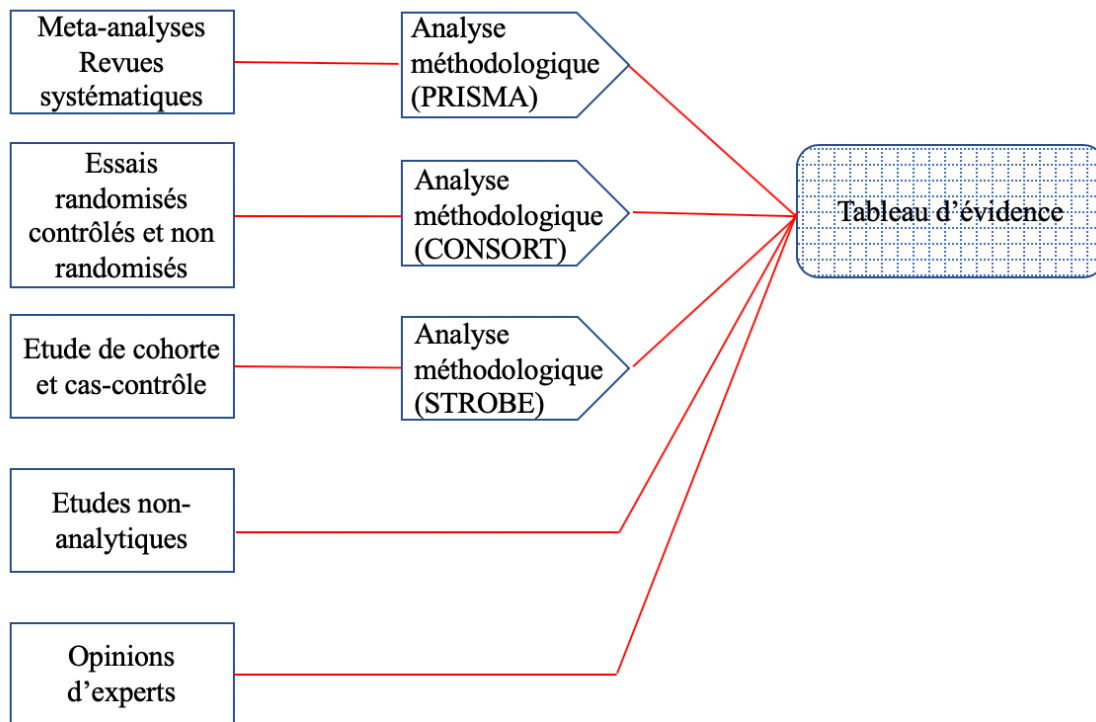 Meta-analyses
Revues
systématiques
Analyse
méthodologique
(PRISMA)
Essais
randomisés
contrôlés et non
randomisés
Analyse
méthodologique
(CONSORT)
Tableau d’évidence
Etude de cohorte
et cas-contrôle
Analyse
méthodologique
(STROBE)
Etudes non-
analytiques
Opinions
d’experts